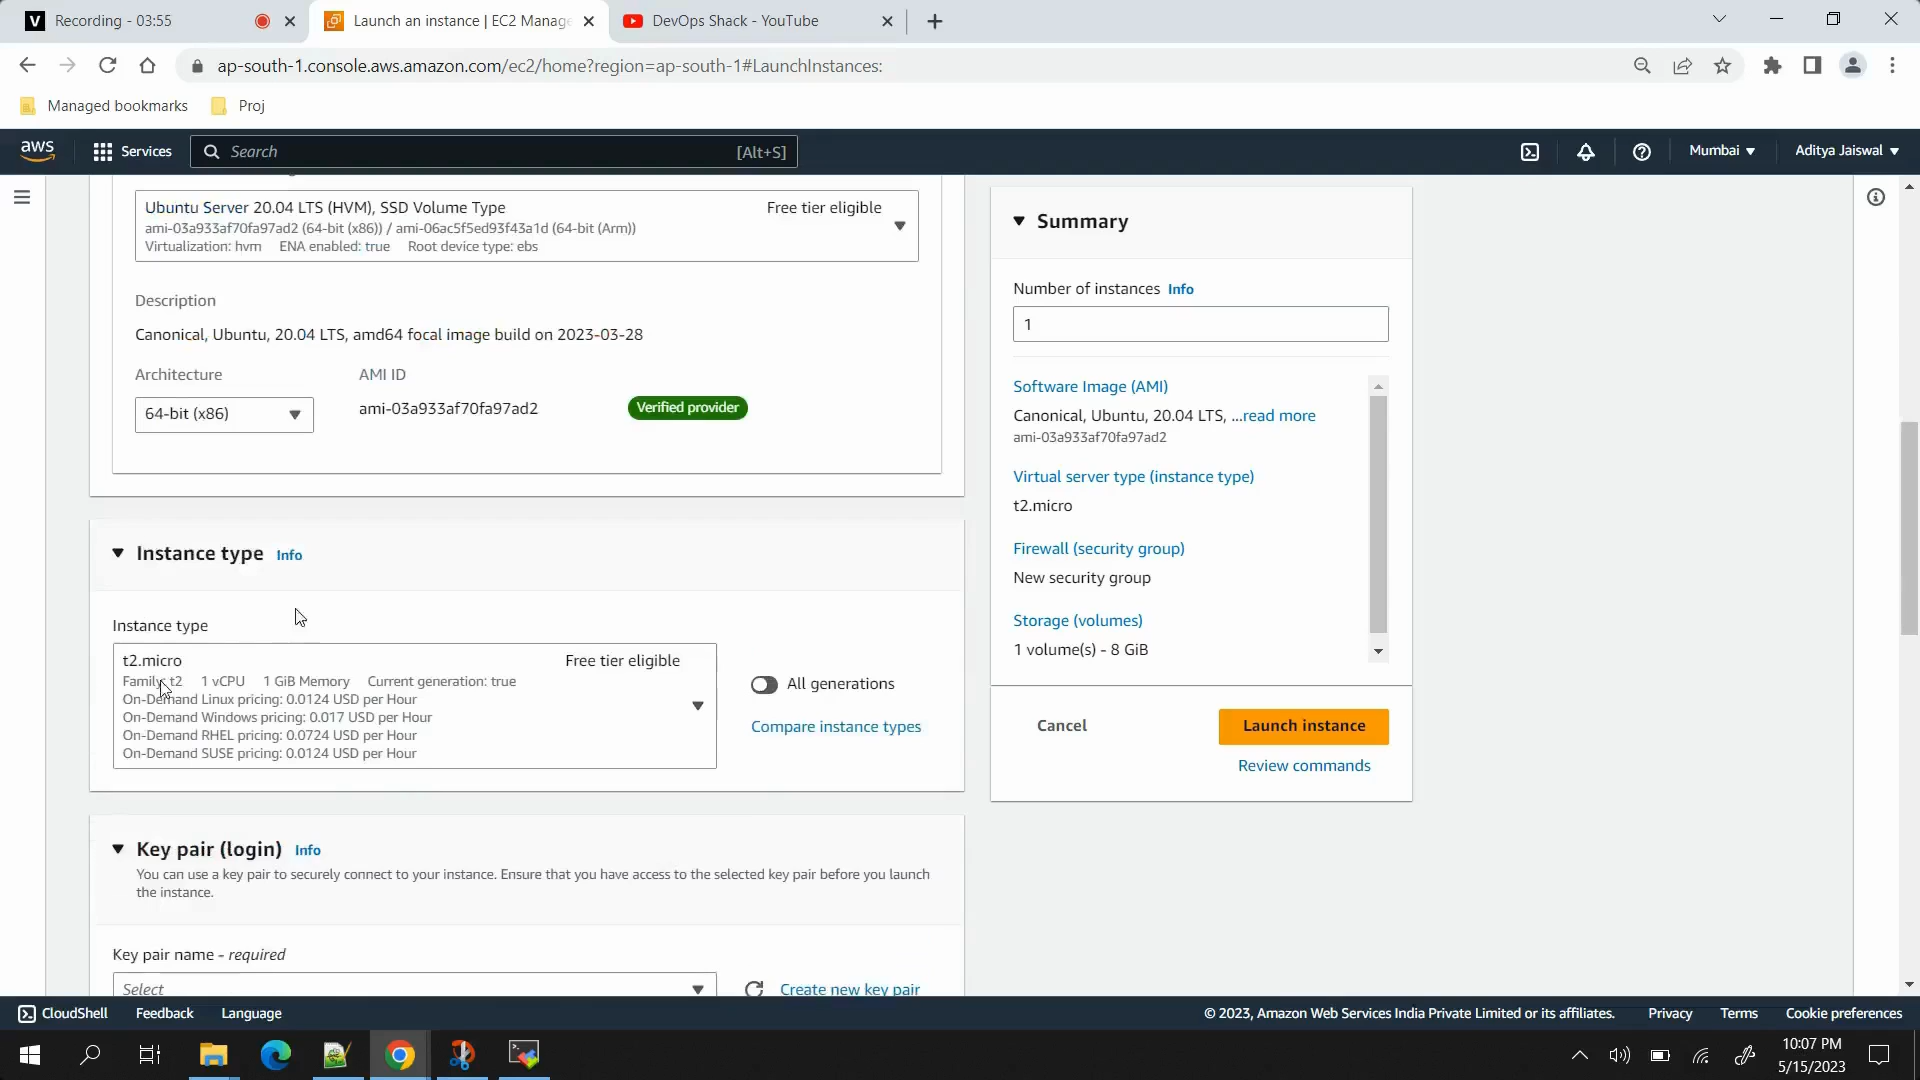 V Recording - 03:55
Launch an instance | EC2 Manage
DevOps Shack - YouTube
ap-south-1.console.aws.amazon.com/ec2/home?region=ap-south-1#LaunchInstances:
Managed bookmarks
Proj
aws
Services
Search
[Alt+S]
Mumbai
Aditya Jaiswal
Ubuntu Server 20.04 LTS (HVM), SSD Volume Type
Free tier eligible
ami-03a933af70fa97ad2 (64-bit (x86)) / ami-06ac5f5ed93f43a1d (64-bit (Arm))
Virtualization: hvm ENA enabled: true Root device type: ebs
Description
Canonical, Ubuntu, 20.04 LTS, amd64 focal image build on 2023-03-28
Architecture
AMI ID
64-bit (x86)
ami-03a933af70fa97ad2
Verified provider
Instance type Info
Instance type
t2.micro
Free tier eligible
Family: t2 1 vCPU 1 GiB Memory Current generation: true
On-Demand Linux pricing: 0.0124 USD per Hour
On-Demand Windows pricing: 0.017 USD per Hour
On-Demand RHEL pricing: 0.0724 USD per Hour
On-Demand SUSE pricing: 0.0124 USD per Hour
All generations
Compare instance types
Key pair (login) Info
You can use a key pair to securely connect to your instance. Ensure that you have access to the selected key pair before you launch
the instance.
Key pair name - required
Select
Create new key pair
Summary
Number of instances Info
1
Software Image (AMI)
Canonical, Ubuntu, 20.04 LTS, ...read more
ami-03a933af70fa97ad2
Virtual server type (instance type)
t2.micro
Firewall (security group)
New security group
Storage (volumes)
1 volume(s) - 8 GiB
Cancel
Launch instance
Review commands
CloudShell
Feedback
Language
© 2023, Amazon Web Services India Private Limited or its affiliates.
Privacy
Terms
Cookie preferences
10:07 PM
5/15/2023